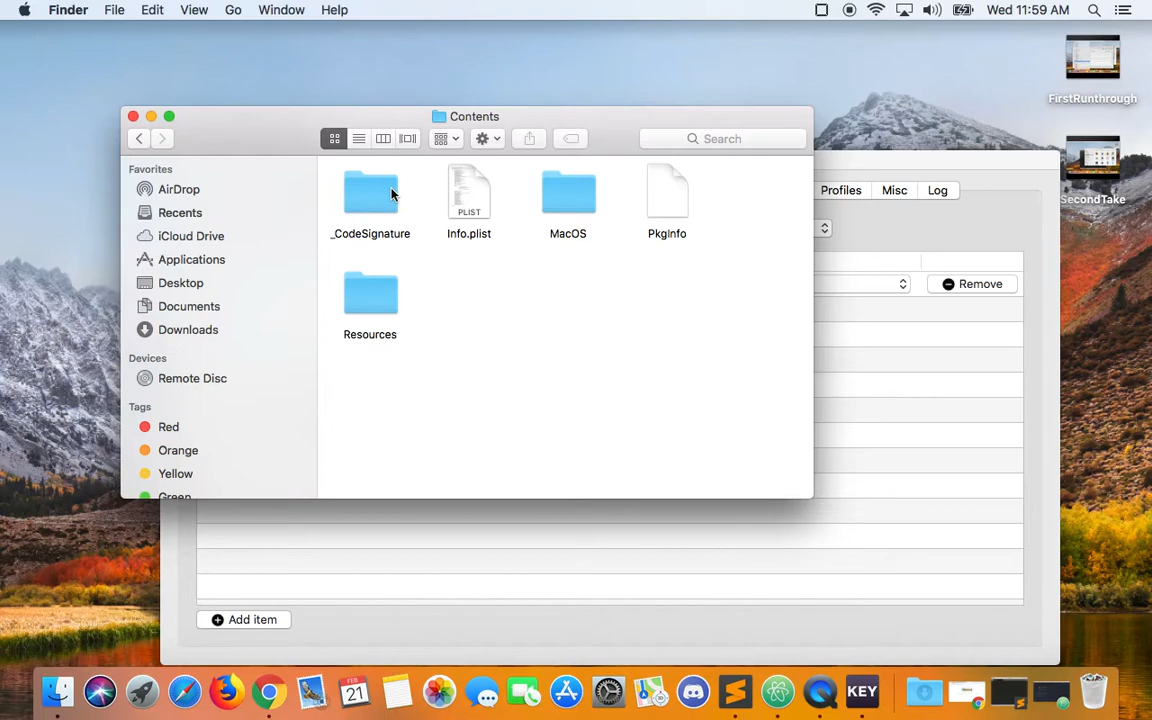 Finder File Edit View Go Window Help Wed 11:59 AM
FirstRunthrough
SecondTake
Contents
Search
Favorites
AirDrop
Recents
iCloud Drive
Applications
Desktop
Documents
Downloads
Devices
Remote Disc
Tags
Red
Orange
Yellow
Green
PLIST
_CodeSignature Info.plist MacOS PkgInfo
Resources
Profiles Misc Log
Remove
Add item
FEB
21
KEY